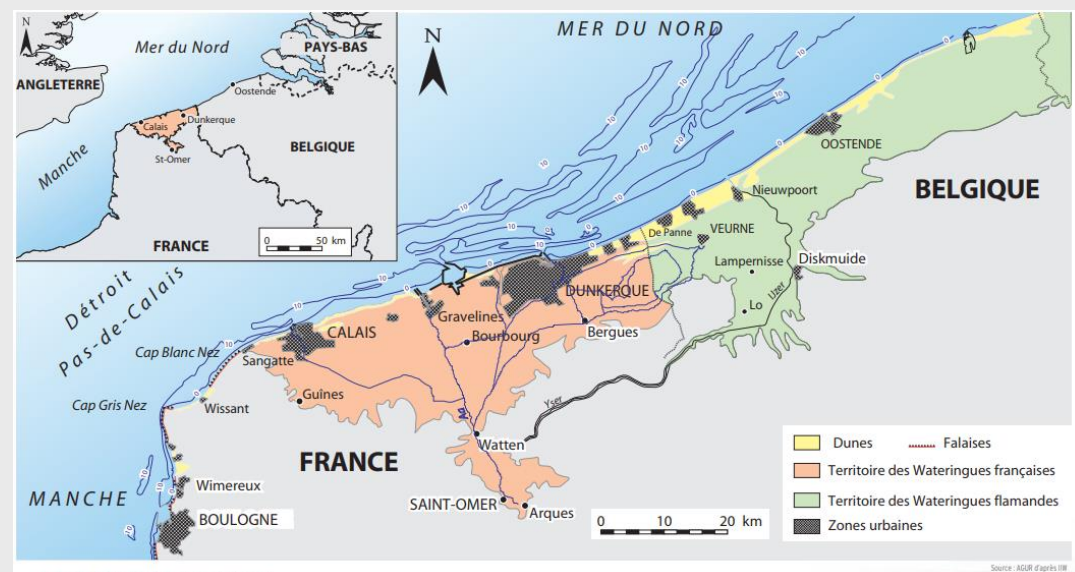 N
Mer du Nord
PAYS-BAS
ANGLETERRE
Oostende
Calais
Dunkerque
St-Omer
BELGIQUE
Manche
FRANCE
0 50 km
N
MER DU NORD
OOSTENDE
BELGIQUE
Nieuwpoort
De Panne
VEURNE
Diskmuide
Lampernisse
Lo
Uzer
Détroit
Pas-de-Calais
DUNKERQUE
Gravelines
CALAIS
Bourbourg
Bergues
Cap Blanc Nez
Sangatte
Guînes
Cap Gris Nez
Wissant
Aa
Yser
Watten
FRANCE
MANCHE
Wimereux
BOULOGNE
SAINT-OMER
Arques
0 10 20 km
Dunes
Falaises
Territoire des Wateringues françaises
Territoire des Wateringues flamandes
Zones urbaines
Source : AGUR d'après IIW